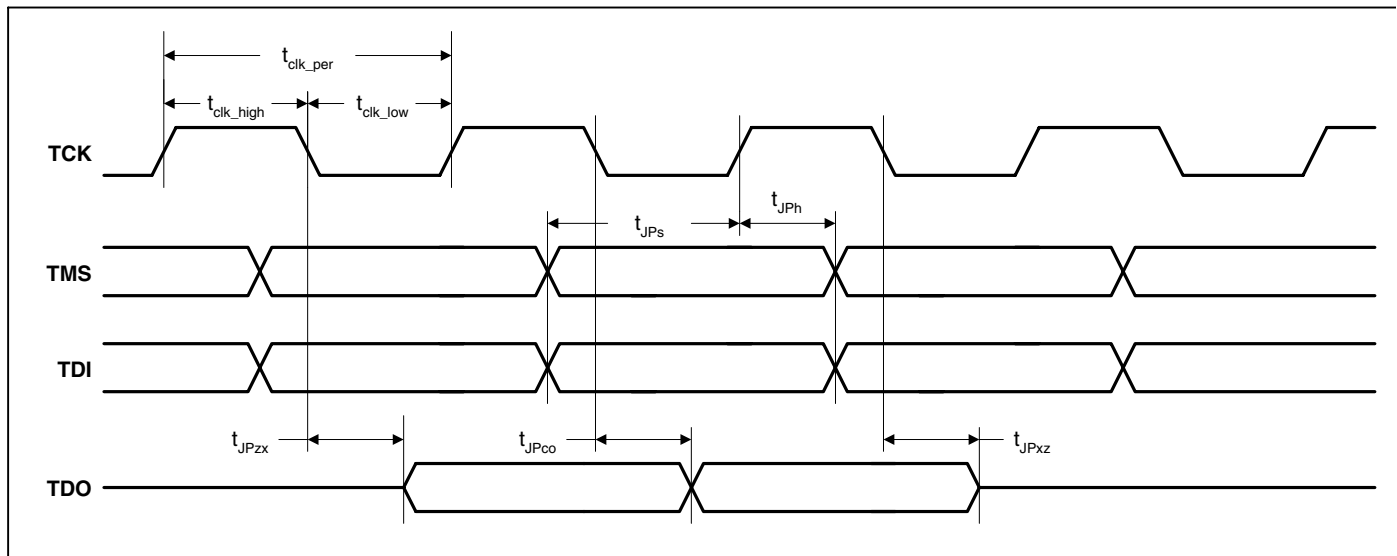 t_clk_per
t_clk_high t_clk_low
TCK
t_JPs t_JPh
TMS
TDI
t_JPzx t_JPco t_JPxz
TDO